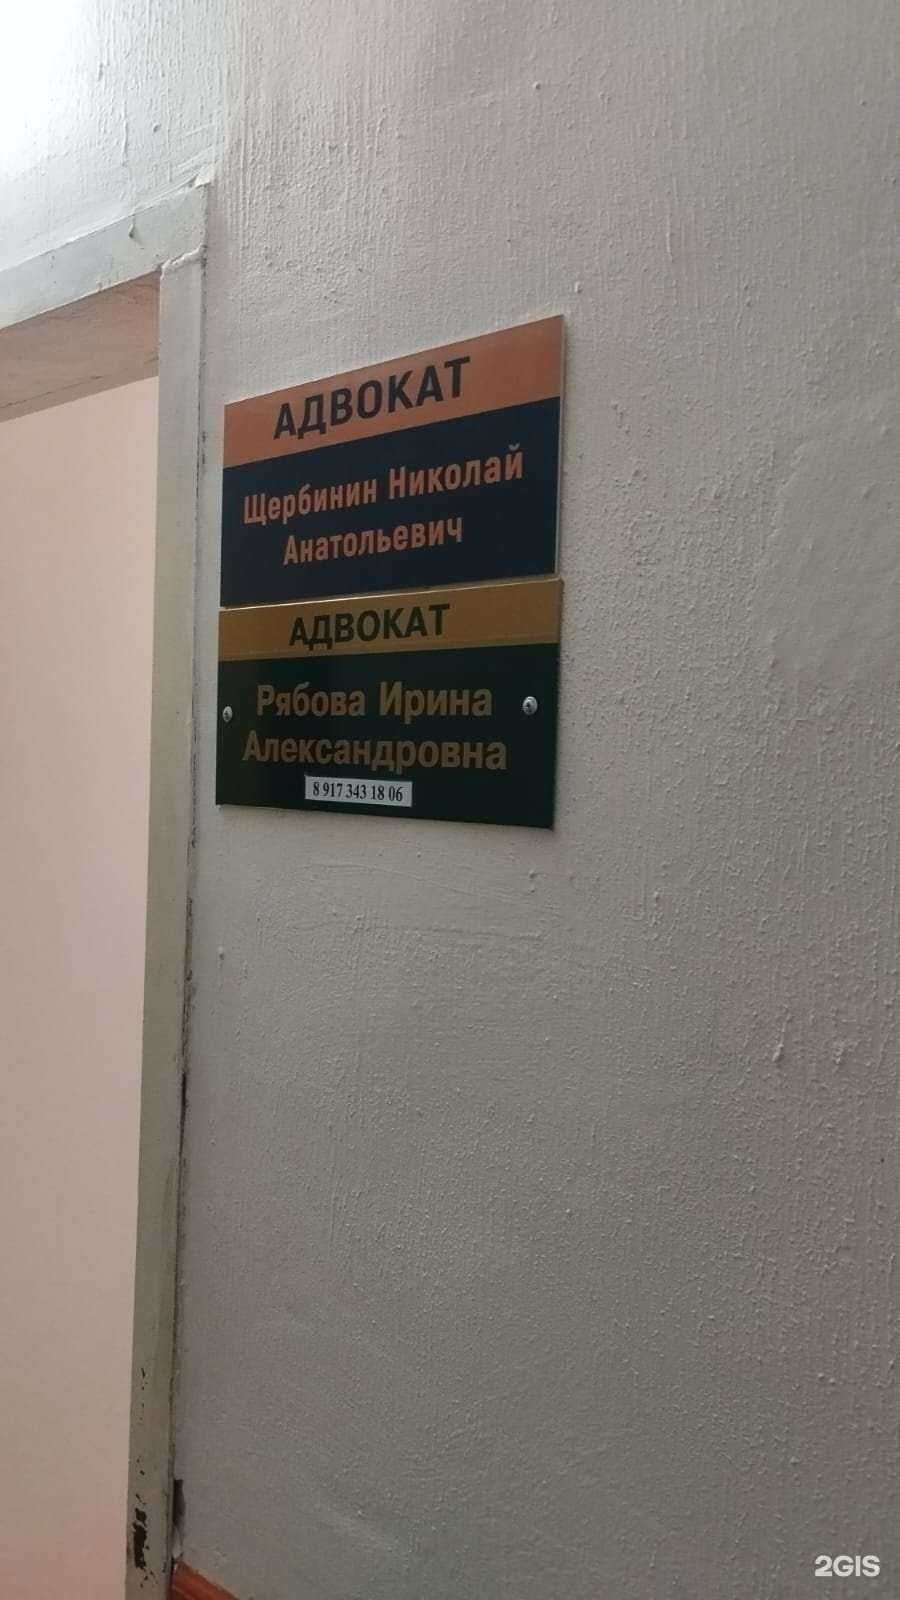 АДВОКАТ
Щербинин Николай
Анатольевич
АДВОКАТ
Рябова Ирина
Александровна
8 917 343 18 06
2GIS